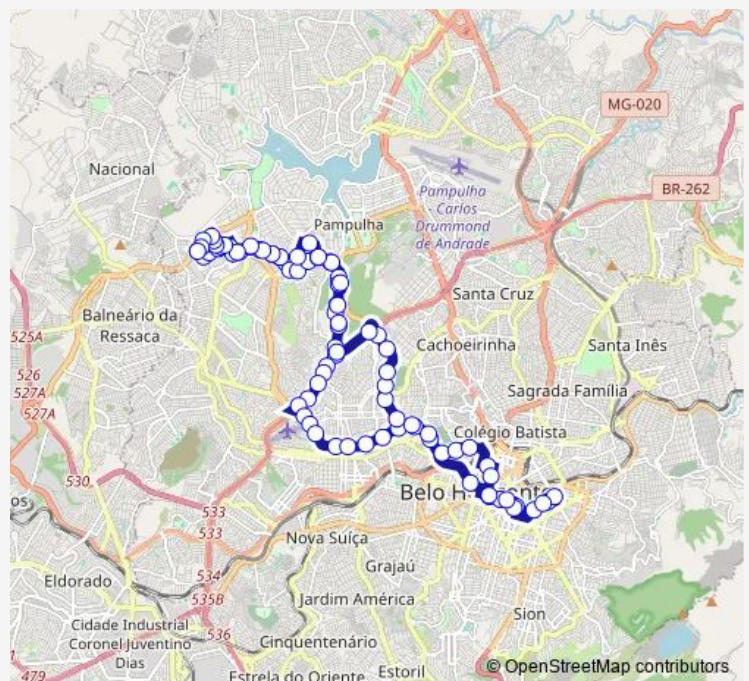 MG-020
Nacional
BR-262
Pampulha
- Carlos
Drummond
de Andrade
Pampulha
Santa Cruz
Balneário da
Ressaca
525A
526
527A
527A
Cachoeirinha
Santa Inês
Sagrada Família
Colégio Batista
530
Belo H
nte
os
533
533
Nova Suíça
Grajaú
534
Eldorado
535B
Jardim América
Sion
Cidade Industrial
Coronel Juventino
Dias
536
Cinquentenário
479
Estrela do Oriente
Estoril
© OpenStreetMap contributors